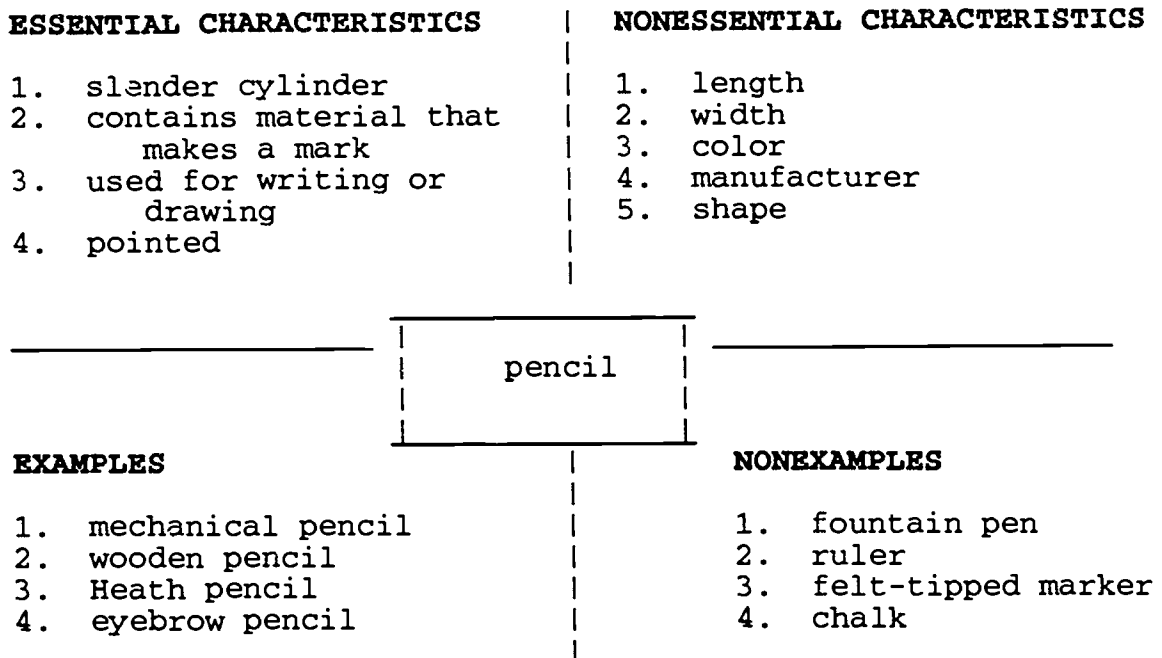 ESSENTIAL CHARACTERISTICS
1. slender cylinder
2. contains material that
makes a mark
3. used for writing or
drawing
4. pointed
NONESSENTIAL CHARACTERISTICS
1. length
2. width
3. color
4. manufacturer
5. shape
pencil
EXAMPLES
1. mechanical pencil
2. wooden pencil
3. Heath pencil
4. eyebrow pencil
NONEXAMPLES
1. fountain pen
2. ruler
3. felt-tipped marker
4. chalk